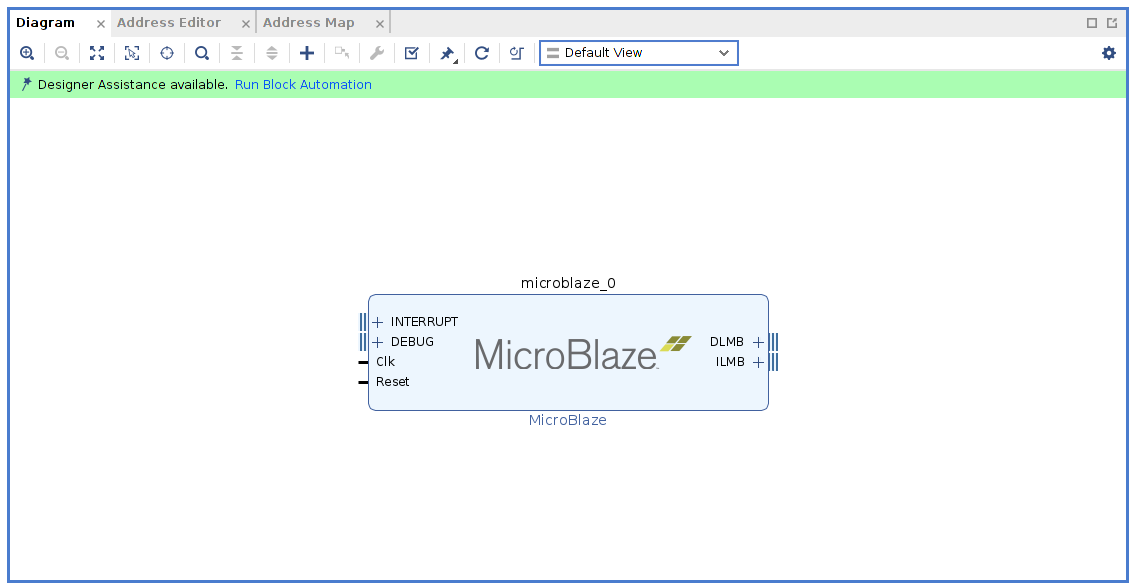 Diagram Address Editor Address Map
Default View
Designer Assistance available. Run Block Automation
microblaze_0
INTERRUPT
DEBUG
Clk
Reset
MicroBlaze
DLMB
ILMB
MicroBlaze